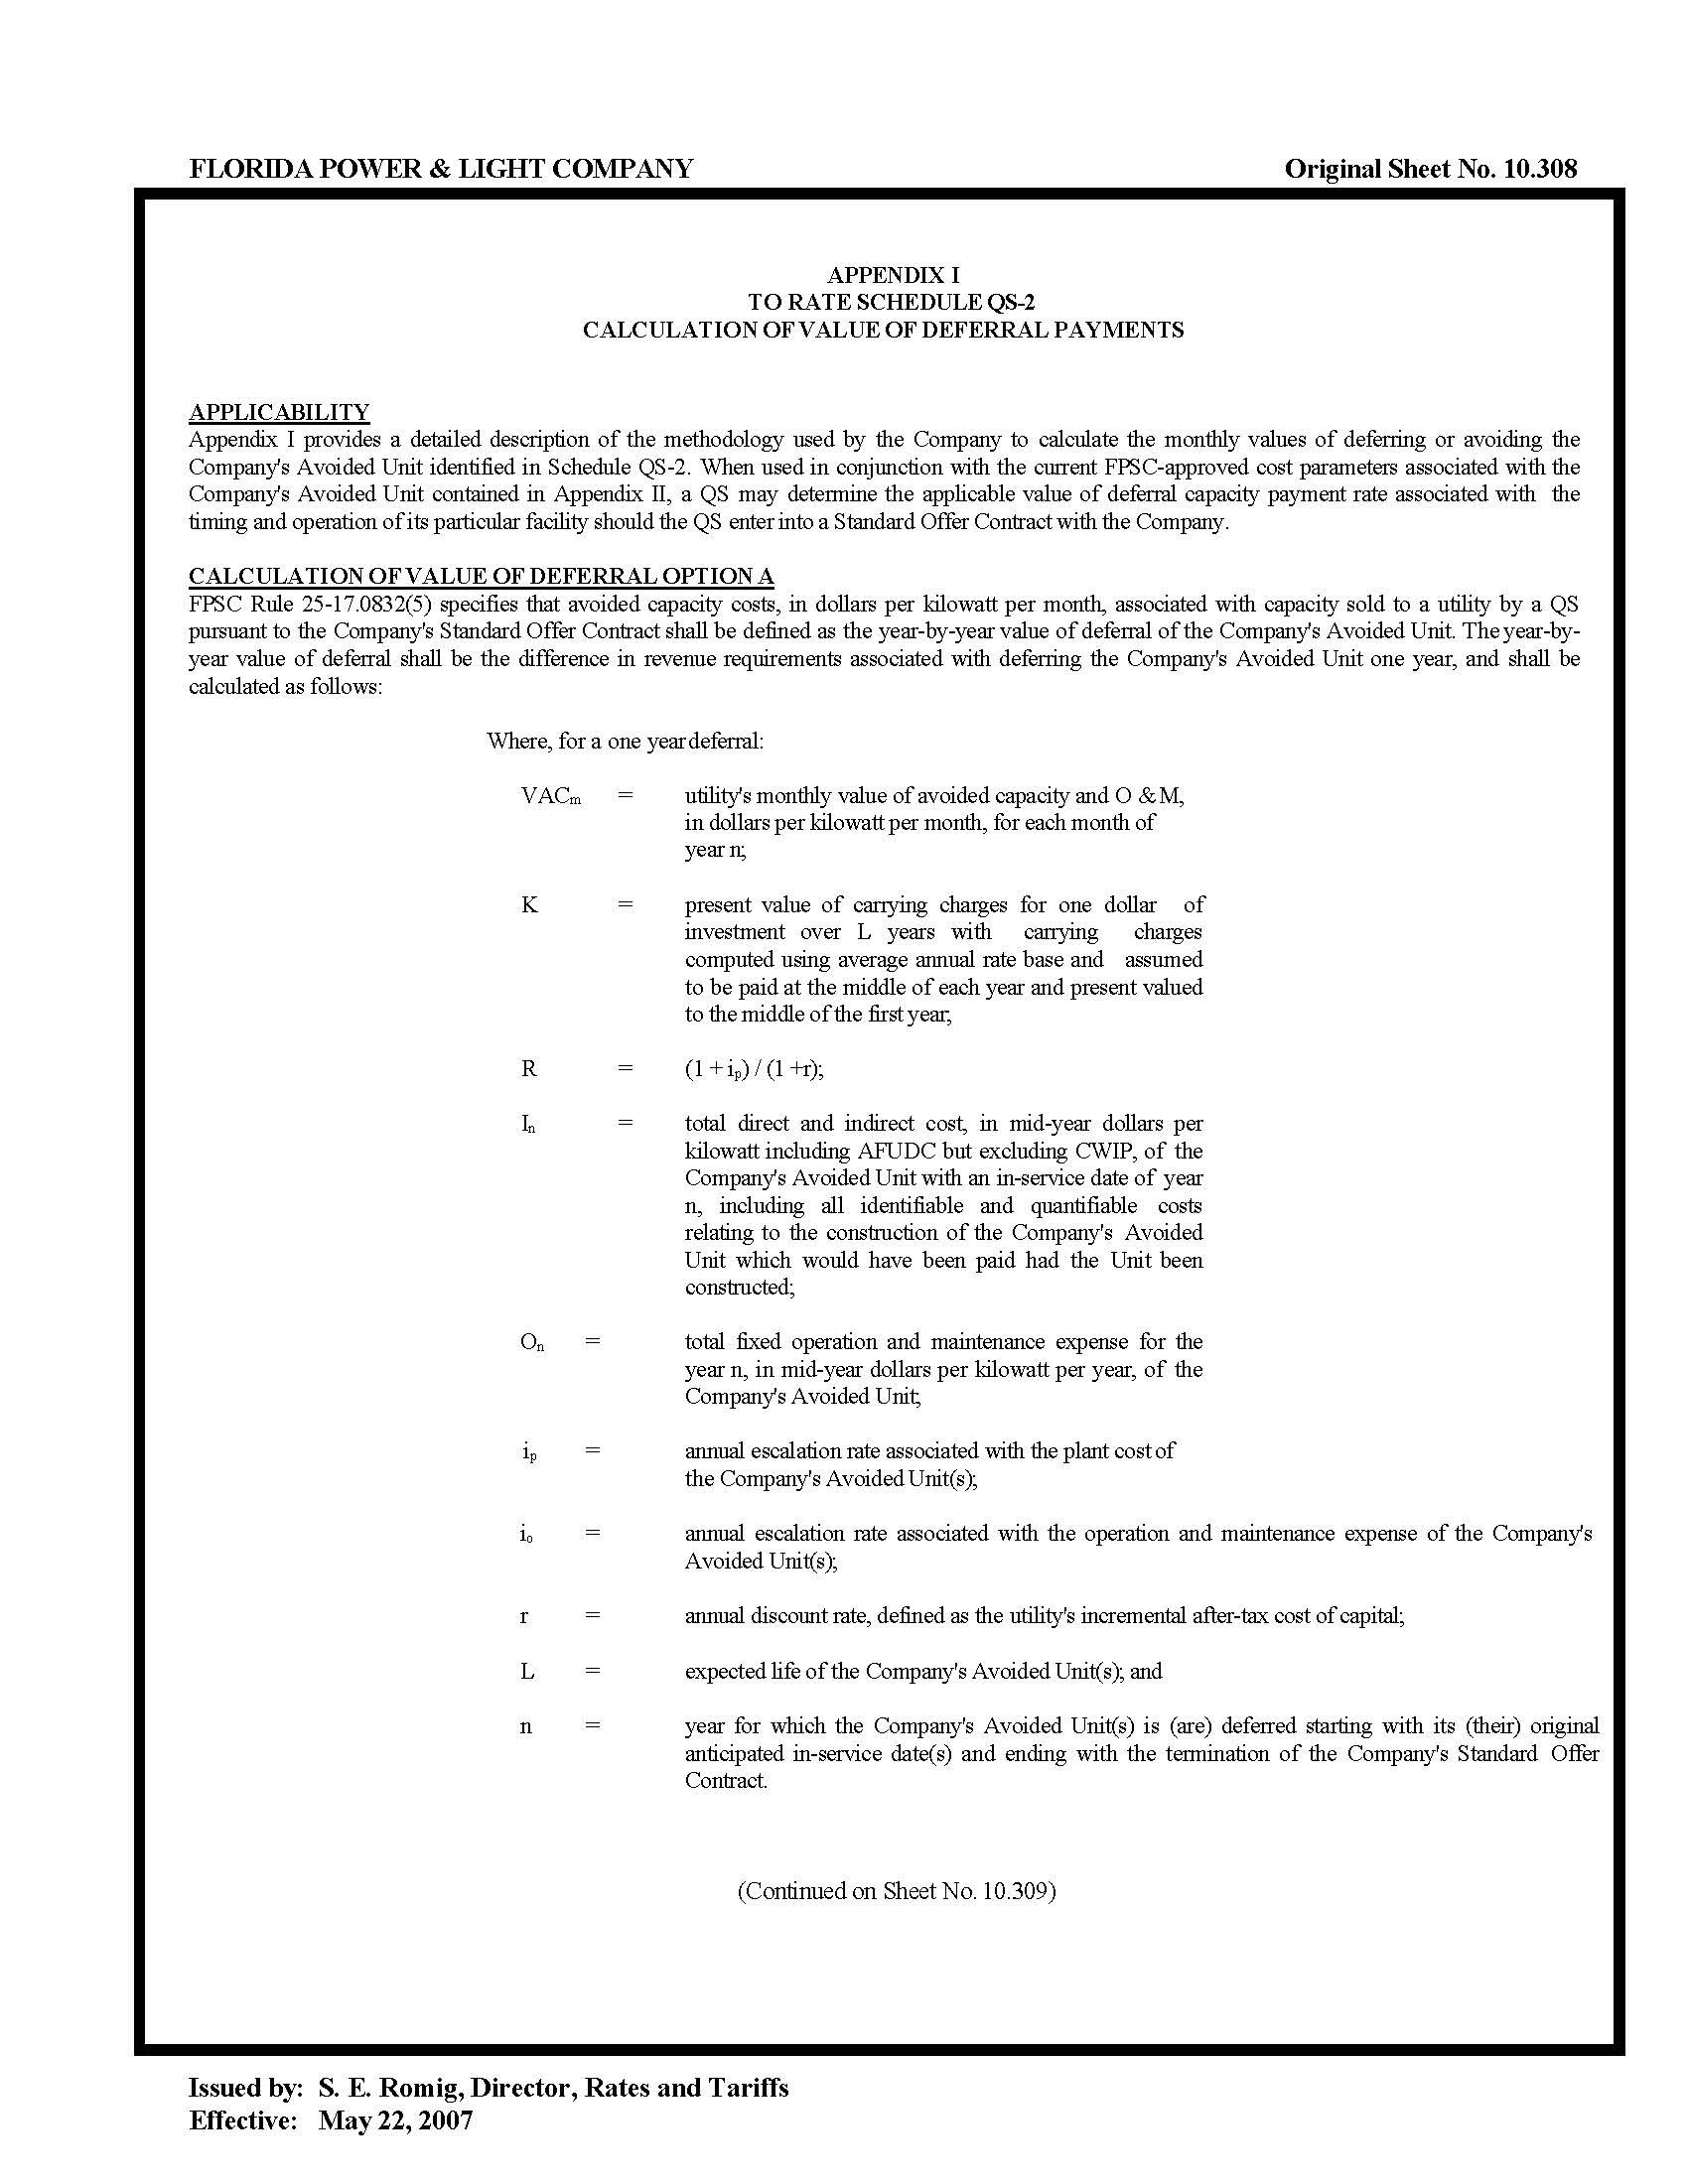 FLORIDA POWER & LIGHT COMPANY Original Sheet No. 10.308
APPENDIX I
TO RATE SCHEDULE QS-2
CALCULATION OF VALUE OF DEFERRAL PAYMENTS
APPLICABILITY
Appendix I provides a detailed description of the methodology used by the Company to calculate the monthly values of deferring or avoiding the
Company's Avoided Unit identified in Schedule QS-2. When used in conjunction with the current FPSC-approved cost parameters associated with the
Company's Avoided Unit contained in Appendix II, a QS may determine the applicable value of deferral capacity payment rate associated with the
timing and operation of its particular facility should the QS enter into a Standard Offer Contract with the Company.
CALCULATION OF VALUE OF DEFERRAL OPTION A
FPSC Rule 25-17.0832(5) specifies that avoided capacity costs, in dollars per kilowatt per month, associated with capacity sold to a utility by a QS
pursuant to the Company's Standard Offer Contract shall be defined as the year-by-year value of deferral of the Company's Avoided Unit. The year-by-
year value of deferral shall be the difference in revenue requirements associated with deferring the Company's Avoided Unit one year, and shall be
calculated as follows:
Where, for a one year deferral:
VACm = utility's monthly value of avoided capacity and O & M,
in dollars per kilowatt per month, for each month of
year n;
K = present value of carrying charges for one dollar of
investment over L years with carrying charges
computed using average annual rate base and assumed
to be paid at the middle of each year and present valued
to the middle of the first year;
R = (1 + ip) / (1 +r);
In = total direct and indirect cost, in mid-year dollars per
kilowatt including AFUDC but excluding CWIP, of the
Company's Avoided Unit with an in-service date of year
n, including all identifiable and quantifiable costs
relating to the construction of the Company's Avoided
Unit which would have been paid had the Unit been
constructed;
On = total fixed operation and maintenance expense for the
year n, in mid-year dollars per kilowatt per year, of the
Company's Avoided Unit;
ip = annual escalation rate associated with the plant cost of
the Company's Avoided Unit(s);
io = annual escalation rate associated with the operation and maintenance expense of the Company's
Avoided Unit(s);
r = annual discount rate, defined as the utility's incremental after-tax cost of capital;
L = expected life of the Company's Avoided Unit(s); and
n = year for which the Company's Avoided Unit(s) is (are) deferred starting with its (their) original
anticipated in-service date(s) and ending with the termination of the Company's Standard Offer
Contract.
(Continued on Sheet No. 10.309)
Issued by: S. E. Romig, Director, Rates and Tariffs
Effective: May 22, 2007